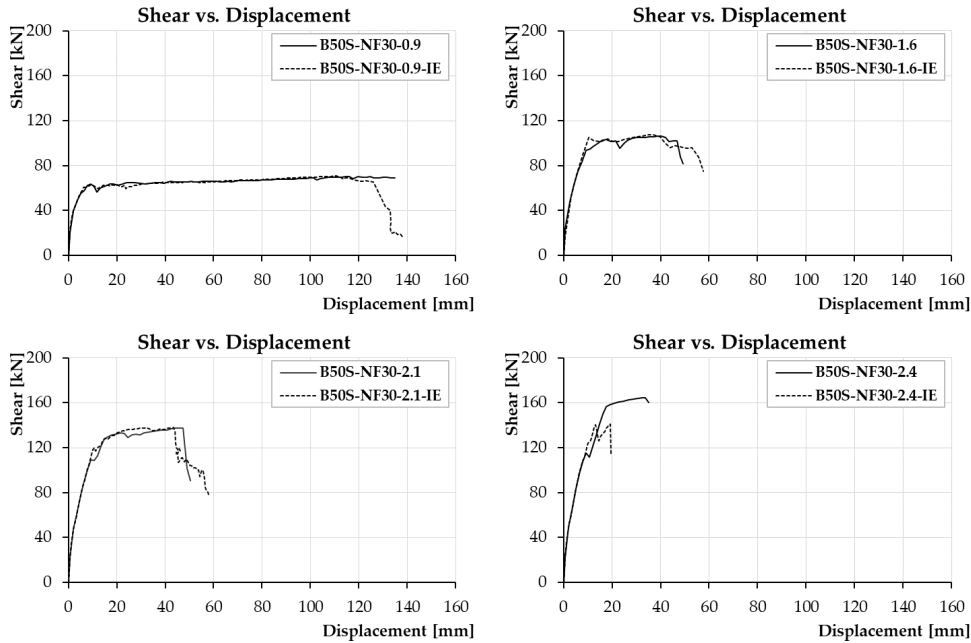 Shear vs. Displacement
Shear [kN]
200
160
120
80
40
0
0 20 40 60 80 100 120 140 160
Displacement [mm]
B50S-NF30-0.9
B50S-NF30-0.9-IE
Shear vs. Displacement
Shear [kN]
200
160
120
80
40
0
0 20 40 60 80 100 120 140 160
Displacement [mm]
B50S-NF30-1.6
B50S-NF30-1.6-IE
Shear vs. Displacement
Shear [kN]
200
160
120
80
40
0
0 20 40 60 80 100 120 140 160
Displacement [mm]
B50S-NF30-2.1
B50S-NF30-2.1-IE
Shear vs. Displacement
Shear [kN]
200
160
120
80
40
0
0 20 40 60 80 100 120 140 160
Displacement [mm]
B50S-NF30-2.4
B50S-NF30-2.4-IE